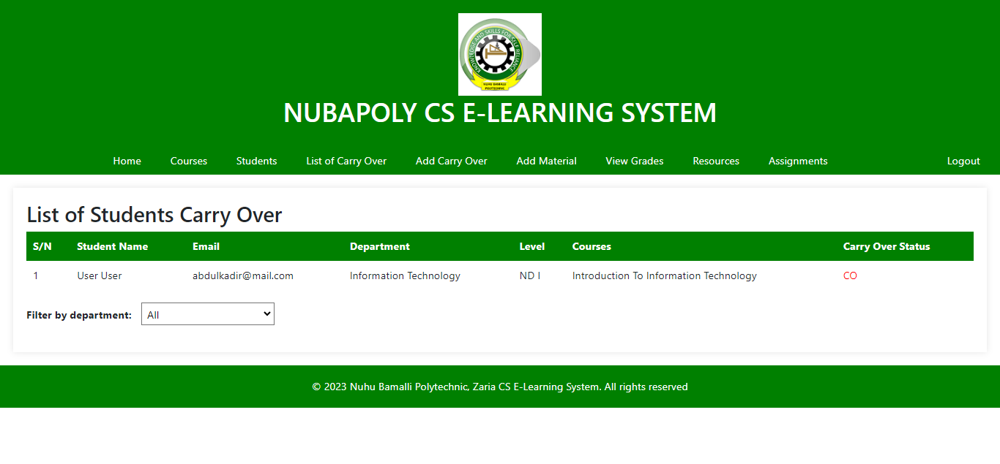 KNOWLEDGE AND SKILLS FOR SELF RELIANCE
NUHU BAMALLI
POLYTECHNIC
NUBAPOLY CS E-LEARNING SYSTEM
Home Courses Students List of Carry Over Add Carry Over Add Material View Grades Resources Assignments Logout
List of Students Carry Over
S/N Student Name Email Department Level Courses Carry Over Status
1 User User abdulkadir@mail.com Information Technology ND I Introduction To Information Technology CO
Filter by department: All
© 2023 Nuhu Bamalli Polytechnic, Zaria CS E-Learning System. All rights reserved